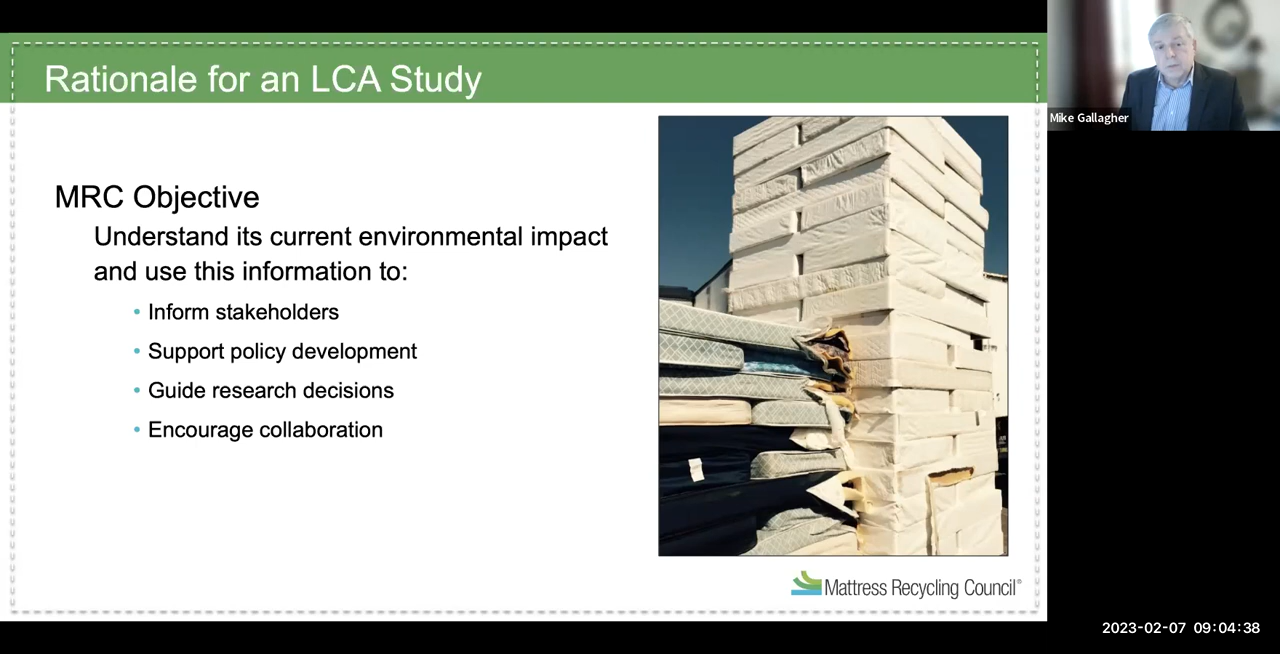 Rationale for an LCA Study
MRC Objective
Understand its current environmental impact
and use this information to:
• Inform stakeholders
• Support policy development
• Guide research decisions
• Encourage collaboration
Mattress Recycling Council®
Mike Gallagher
2023-02-07 09:04:38